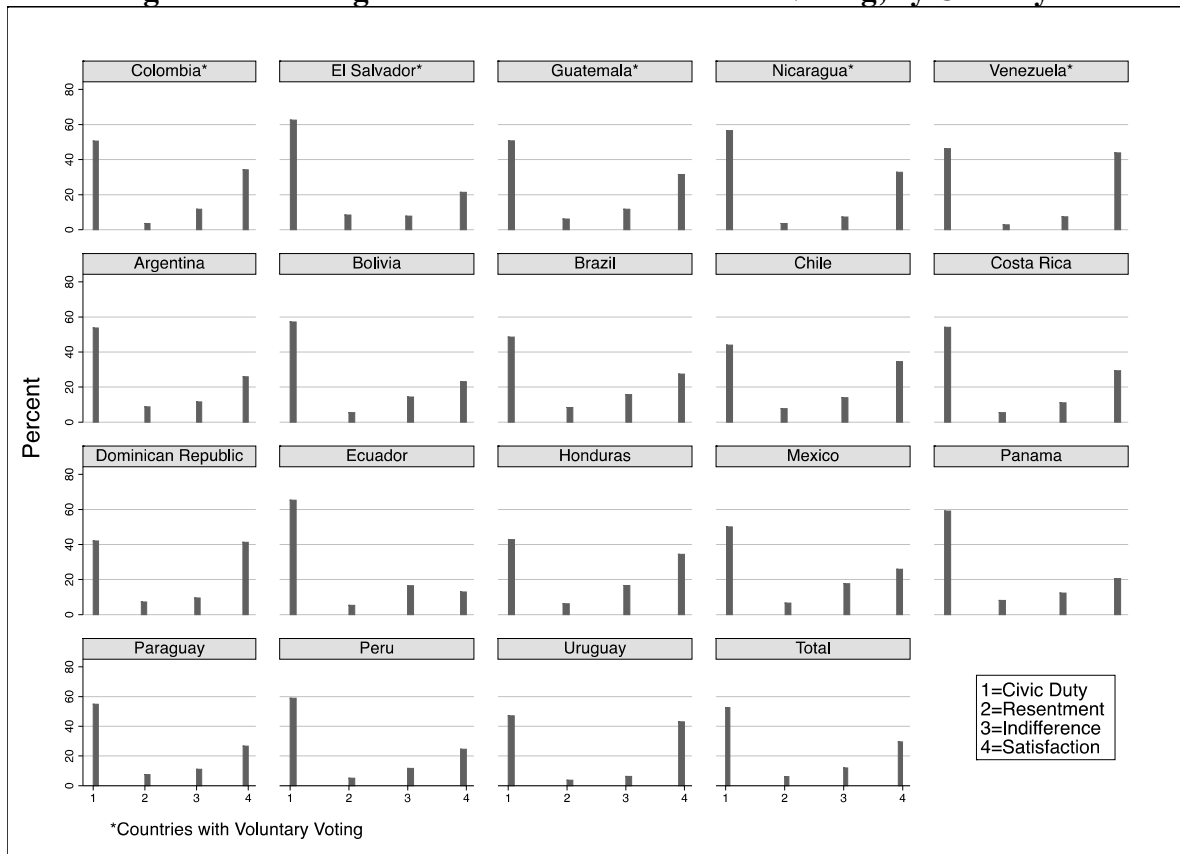 Colombia* El Salvador* Guatemala* Nicaragua* Venezuela*
80
60
40
20
0
Argentina Bolivia Brazil Chile Costa Rica
80
60
40
20
0
Percent
Dominican Republic Ecuador Honduras Mexico Panama
80
60
40
20
0
Paraguay Peru Uruguay Total
80
60
40
20
0
1 2 3 4 1 2 3 4 1 2 3 4 1 2 3 4
1=Civic Duty
2=Resentment
3=Indifference
4=Satisfaction
*Countries with Voluntary Voting